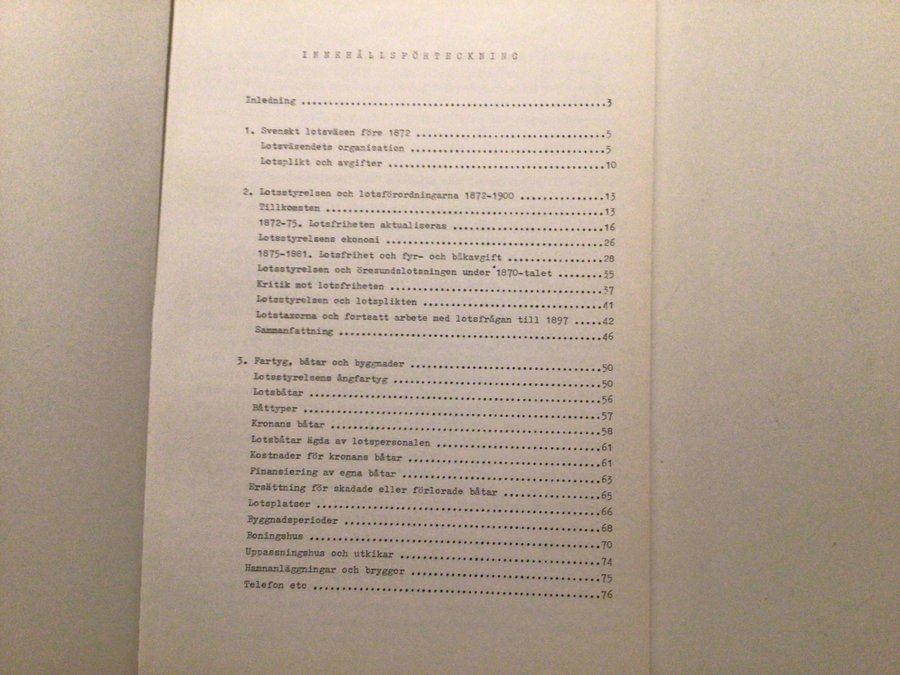 INNEHÅLLSFÖRTECKNING
Inledning ................................................3
1. Svenskt lotsväsen före 1872 ..............................5
Lotsväsendets organisation ...............................5
Lotsplikt och avgifter ..................................10
2. Lotsstyrelsen och lotsförordningarna 1872-1900 .............13
Tillkomsten .............................................13
1872-75. Lotsfriheten aktualiseras ........................16
Lotsstyrelsens ekonomi ..................................26
1875-1881. Lotsfrihet och fyr- och båkavgift ...............28
Lotsstyrelsen och öresundslotsningen under 1870-talet .......35
Kritik mot lotsfriheten .................................37
Lotsstyrelsen och lotsplikten ............................41
Lotstaxorna och fortsatt arbete med lotsfrågan till 1897 .....42
Sammanfattning ..........................................46
3. Fartyg, båtar och byggnader ..............................50
Lotsstyrelsens ångfartyg .................................50
Lotsbåtar ...............................................56
Båttyper ................................................57
Kronans båtar ...........................................58
Lotsbåtar ägda av lotspersonalen .........................61
Kostnader för kronans båtar ..............................61
Finansiering av egna båtar ...............................63
Ersättning för skadade eller förlorade båtar ...............65
Lotsplatser .............................................66
Byggnadsperioder ........................................68
Boningshus ..............................................70
Uppassningshus och utkikar ...............................74
Hamnanläggningar och bryggor .............................75
Telefon etc .............................................76